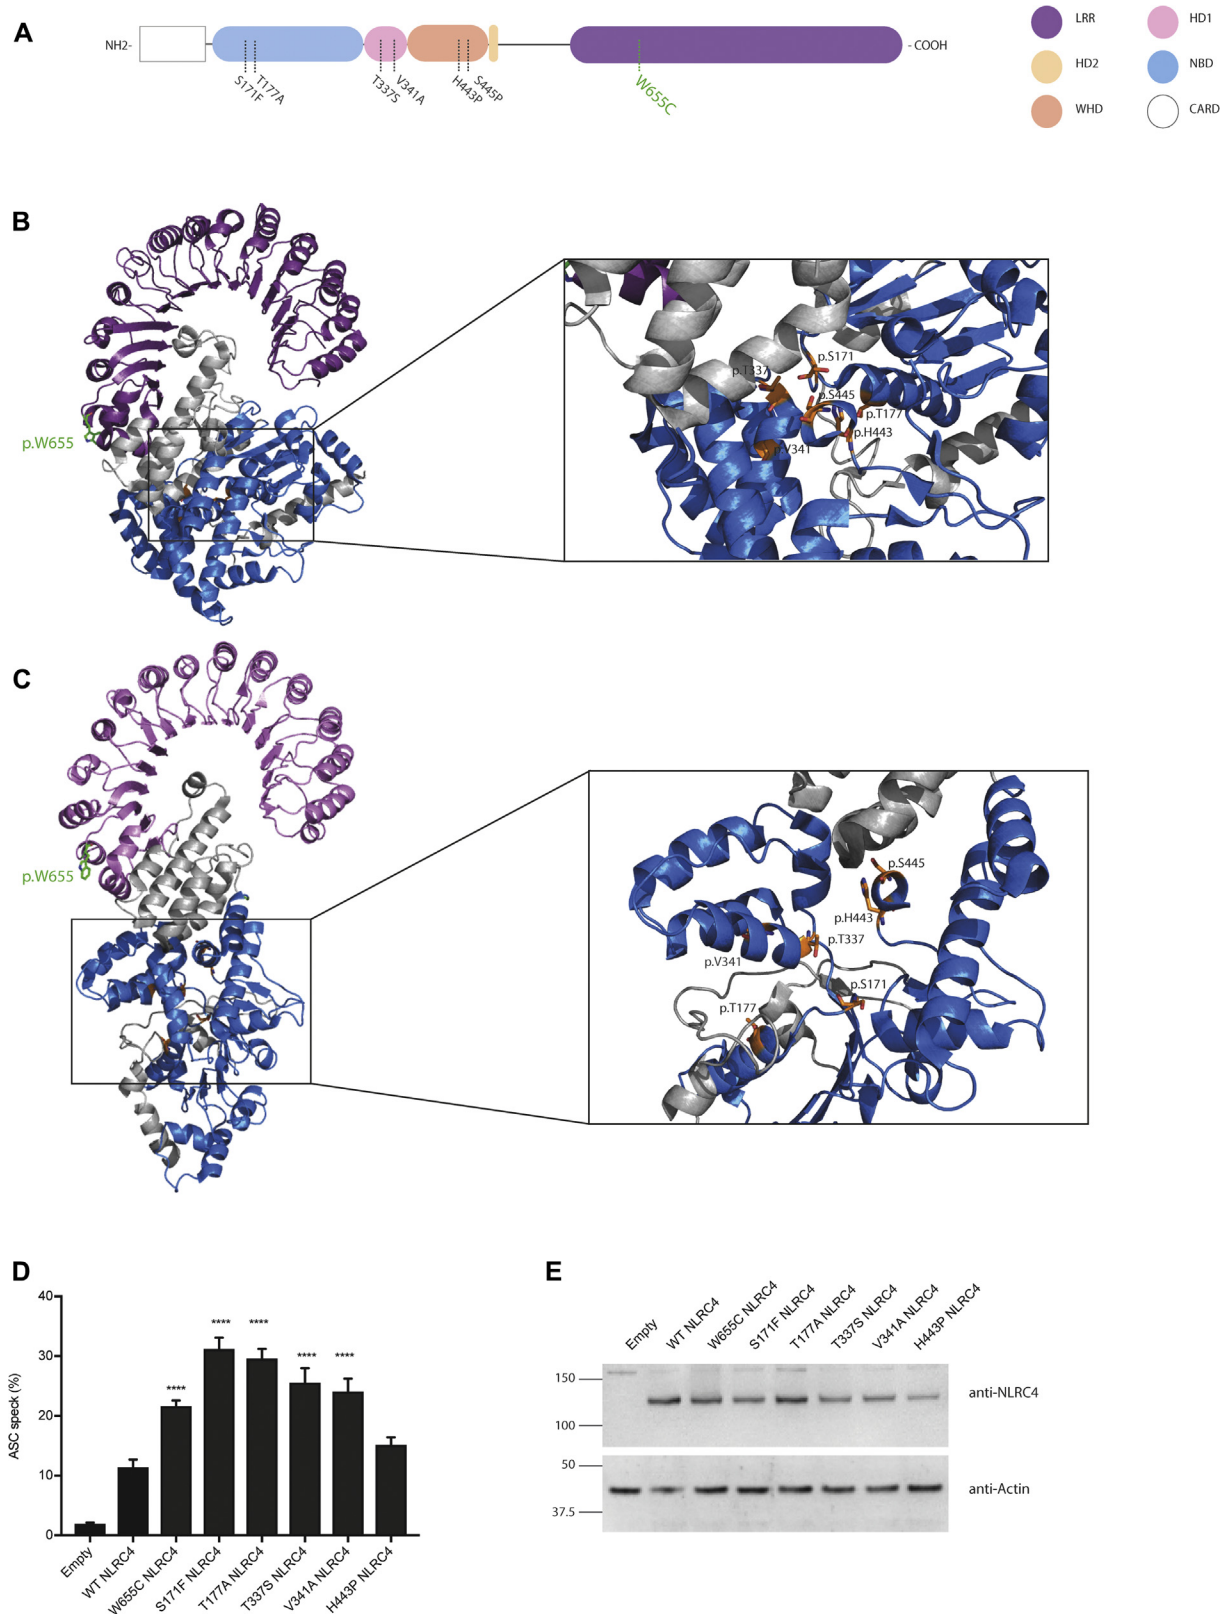 A
NH2-
- COOH
S171F
T177A
T337S
V341A
H443P
S445P
W655C
LRR
HD1
HD2
NBD
WHD
CARD
B
p.W655
p.T337
p.S171
p.S445
p.T177
p.H443
p.V341
C
p.W655
p.S445
p.H443
p.T337
p.V341
p.S171
p.T177
D
ASC speck (%)
40
30
20
10
0
****
****
****
****
****
Empty
WT NLRC4
W655C NLRC4
S171F NLRC4
T177A NLRC4
T337S NLRC4
V341A NLRC4
H443P NLRC4
E
Empty
WT NLRC4
W655C NLRC4
S171F NLRC4
T177A NLRC4
T337S NLRC4
V341A NLRC4
H443P NLRC4
150
100
anti-NLRC4
50
37.5
anti-Actin